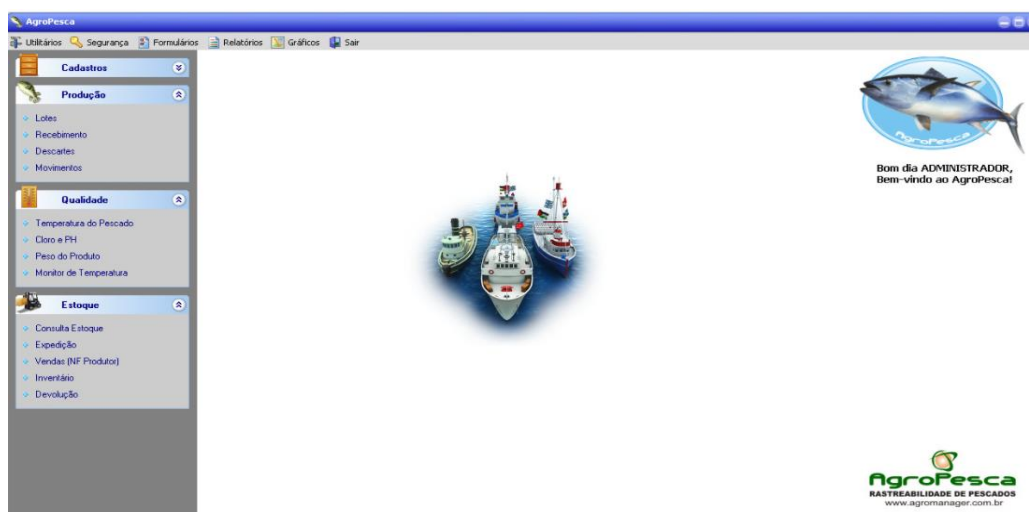 AgroPesca
Utilitários Segurança Formulários Relatórios Gráficos Sair
Cadastros
Produção
Lotes
Recebimento
Descartes
Movimentos
Qualidade
Temperatura do Pescado
Cloro e PH
Peso do Produto
Monitor de Temperatura
Estoque
Consulta Estoque
Expedição
Vendas (NF Produtor)
Inventário
Devolução
AgroPesca
Bom dia ADMINISTRADOR,
Bem-vindo ao AgroPesca!
AgroPesca
RASTREABILIDADE DE PESCADOS
www.agromanager.com.br